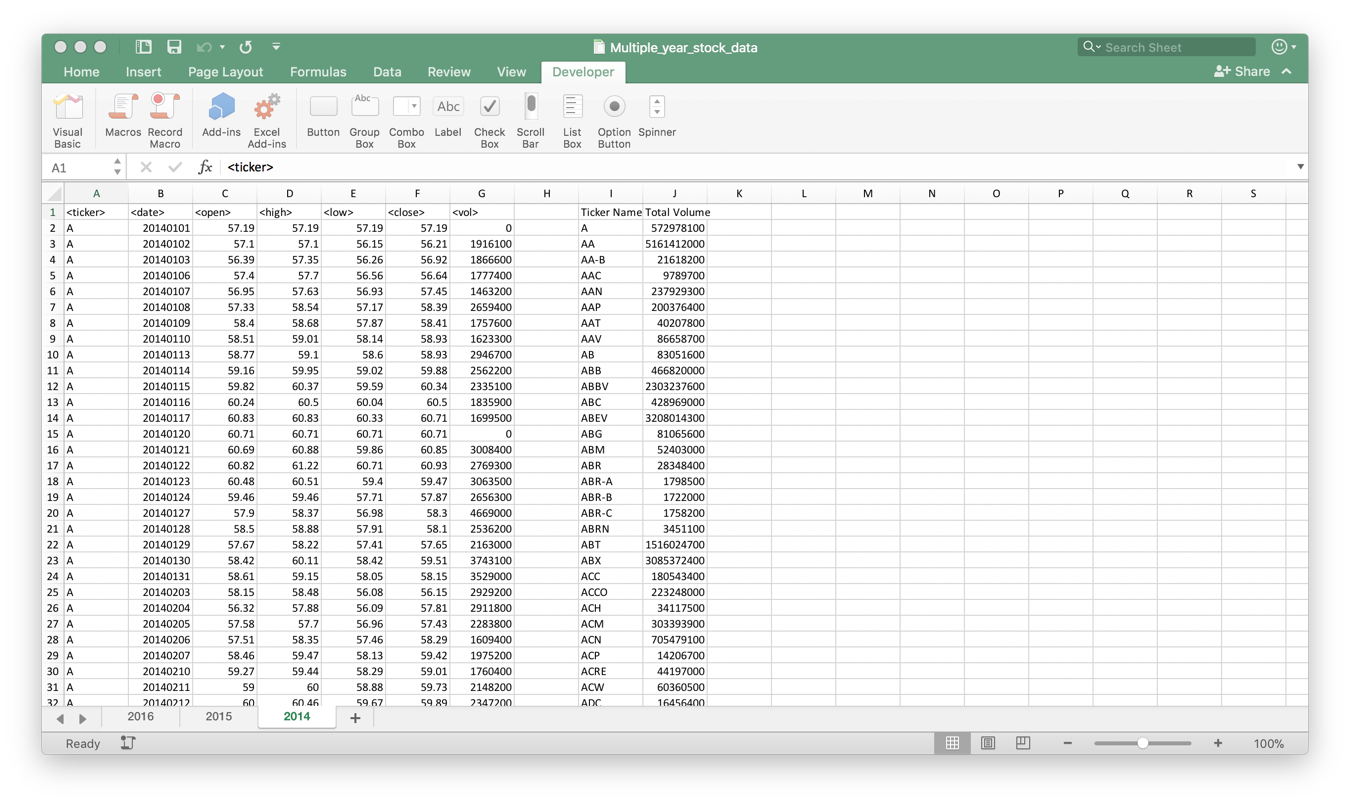 Multiple_year_stock_data
Search Sheet
Home Insert Page Layout Formulas Data Review View Developer Share
Visual Basic Macros Record Macro Add-ins Excel Add-ins Button Group Box Combo Box Label Check Box Scroll Bar List Box Option Button Spinner
Abc Abc
A1 fx <ticker>
A B C D E F G H I J K L M N O P Q R S
1 <ticker> <date> <open> <high> <low> <close> <vol> Ticker Name Total Volume
2 A 20140101 57.19 57.19 57.19 57.19 0 A 572978100
3 A 20140102 57.1 57.1 56.15 56.21 1916100 AA 5161412000
4 A 20140103 56.39 57.35 56.26 56.92 1866600 AA-B 21618200
5 A 20140106 57.4 57.7 56.56 56.64 1777400 AAC 9789700
6 A 20140107 56.95 57.63 56.93 57.45 1463200 AAN 237929300
7 A 20140108 57.33 58.54 57.17 58.39 2659400 AAP 200376400
8 A 20140109 58.4 58.68 57.87 58.41 1757600 AAT 40207800
9 A 20140110 58.51 59.01 58.14 58.93 1623300 AAV 86658700
10 A 20140113 58.77 59.1 58.6 58.93 2946700 AB 83051600
11 A 20140114 59.16 59.95 59.02 59.88 2562200 ABB 466820000
12 A 20140115 59.82 60.37 59.59 60.34 2335100 ABBV 2303237600
13 A 20140116 60.24 60.5 60.04 60.5 1835900 ABC 428969000
14 A 20140117 60.83 60.83 60.33 60.71 1699500 ABEV 3208014300
15 A 20140120 60.71 60.71 60.71 60.71 0 ABG 81065600
16 A 20140121 60.69 60.88 59.86 60.85 3008400 ABM 52403000
17 A 20140122 60.82 61.22 60.71 60.93 2769300 ABR 28348400
18 A 20140123 60.48 60.51 59.4 59.47 3063500 ABR-A 1798500
19 A 20140124 59.46 59.46 57.71 57.87 2656300 ABR-B 1722000
20 A 20140127 57.9 58.37 56.98 58.3 4669000 ABR-C 1758200
21 A 20140128 58.5 58.88 57.91 58.1 2536200 ABRN 3451100
22 A 20140129 57.67 58.22 57.41 57.65 2163000 ABT 1516024700
23 A 20140130 58.42 60.11 58.42 59.51 3743100 ABX 3085372400
24 A 20140131 58.61 59.15 58.05 58.15 3529000 ACC 180543400
25 A 20140203 58.15 58.48 56.08 56.15 2929200 ACCO 223248000
26 A 20140204 56.32 57.88 56.09 57.81 2911800 ACH 34117500
27 A 20140205 57.58 57.7 56.96 57.43 2283800 ACM 303393900
28 A 20140206 57.51 58.35 57.46 58.29 1609400 ACN 705479100
29 A 20140207 58.46 59.47 58.13 59.42 1975200 ACP 14206700
30 A 20140210 59.27 59.44 58.29 59.01 1760400 ACRE 44197000
31 A 20140211 59 60 58.88 59.73 2148200 ACW 60360500
32 A 20140212 60 60.46 59.67 59.89 2347200 ADC 16456400
2016 2015 2014
Ready 100%